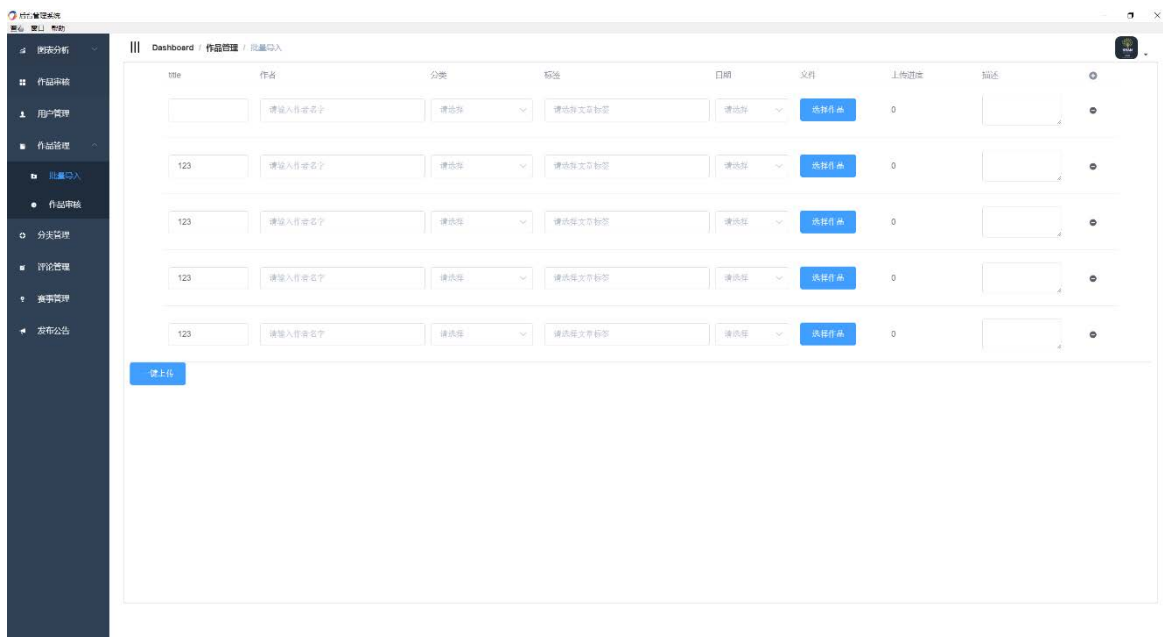 后台管理系统
窗口 帮助
图表分析
作品审核
用户管理
作品管理
批量导入
作品审核
分类管理
评论管理
赛事管理
发布公告
Dashboard / 作品管理 / 批量导入
title 作者 分类 标签 日期 文件 上传进度 描述
请输入作者名字 请选择 请选择文章标签 请选择 选择作品 0
123 请输入作者名字 请选择 请选择文章标签 请选择 选择作品 0
123 请输入作者名字 请选择 请选择文章标签 请选择 选择作品 0
123 请输入作者名字 请选择 请选择文章标签 请选择 选择作品 0
123 请输入作者名字 请选择 请选择文章标签 请选择 选择作品 0
一键上传